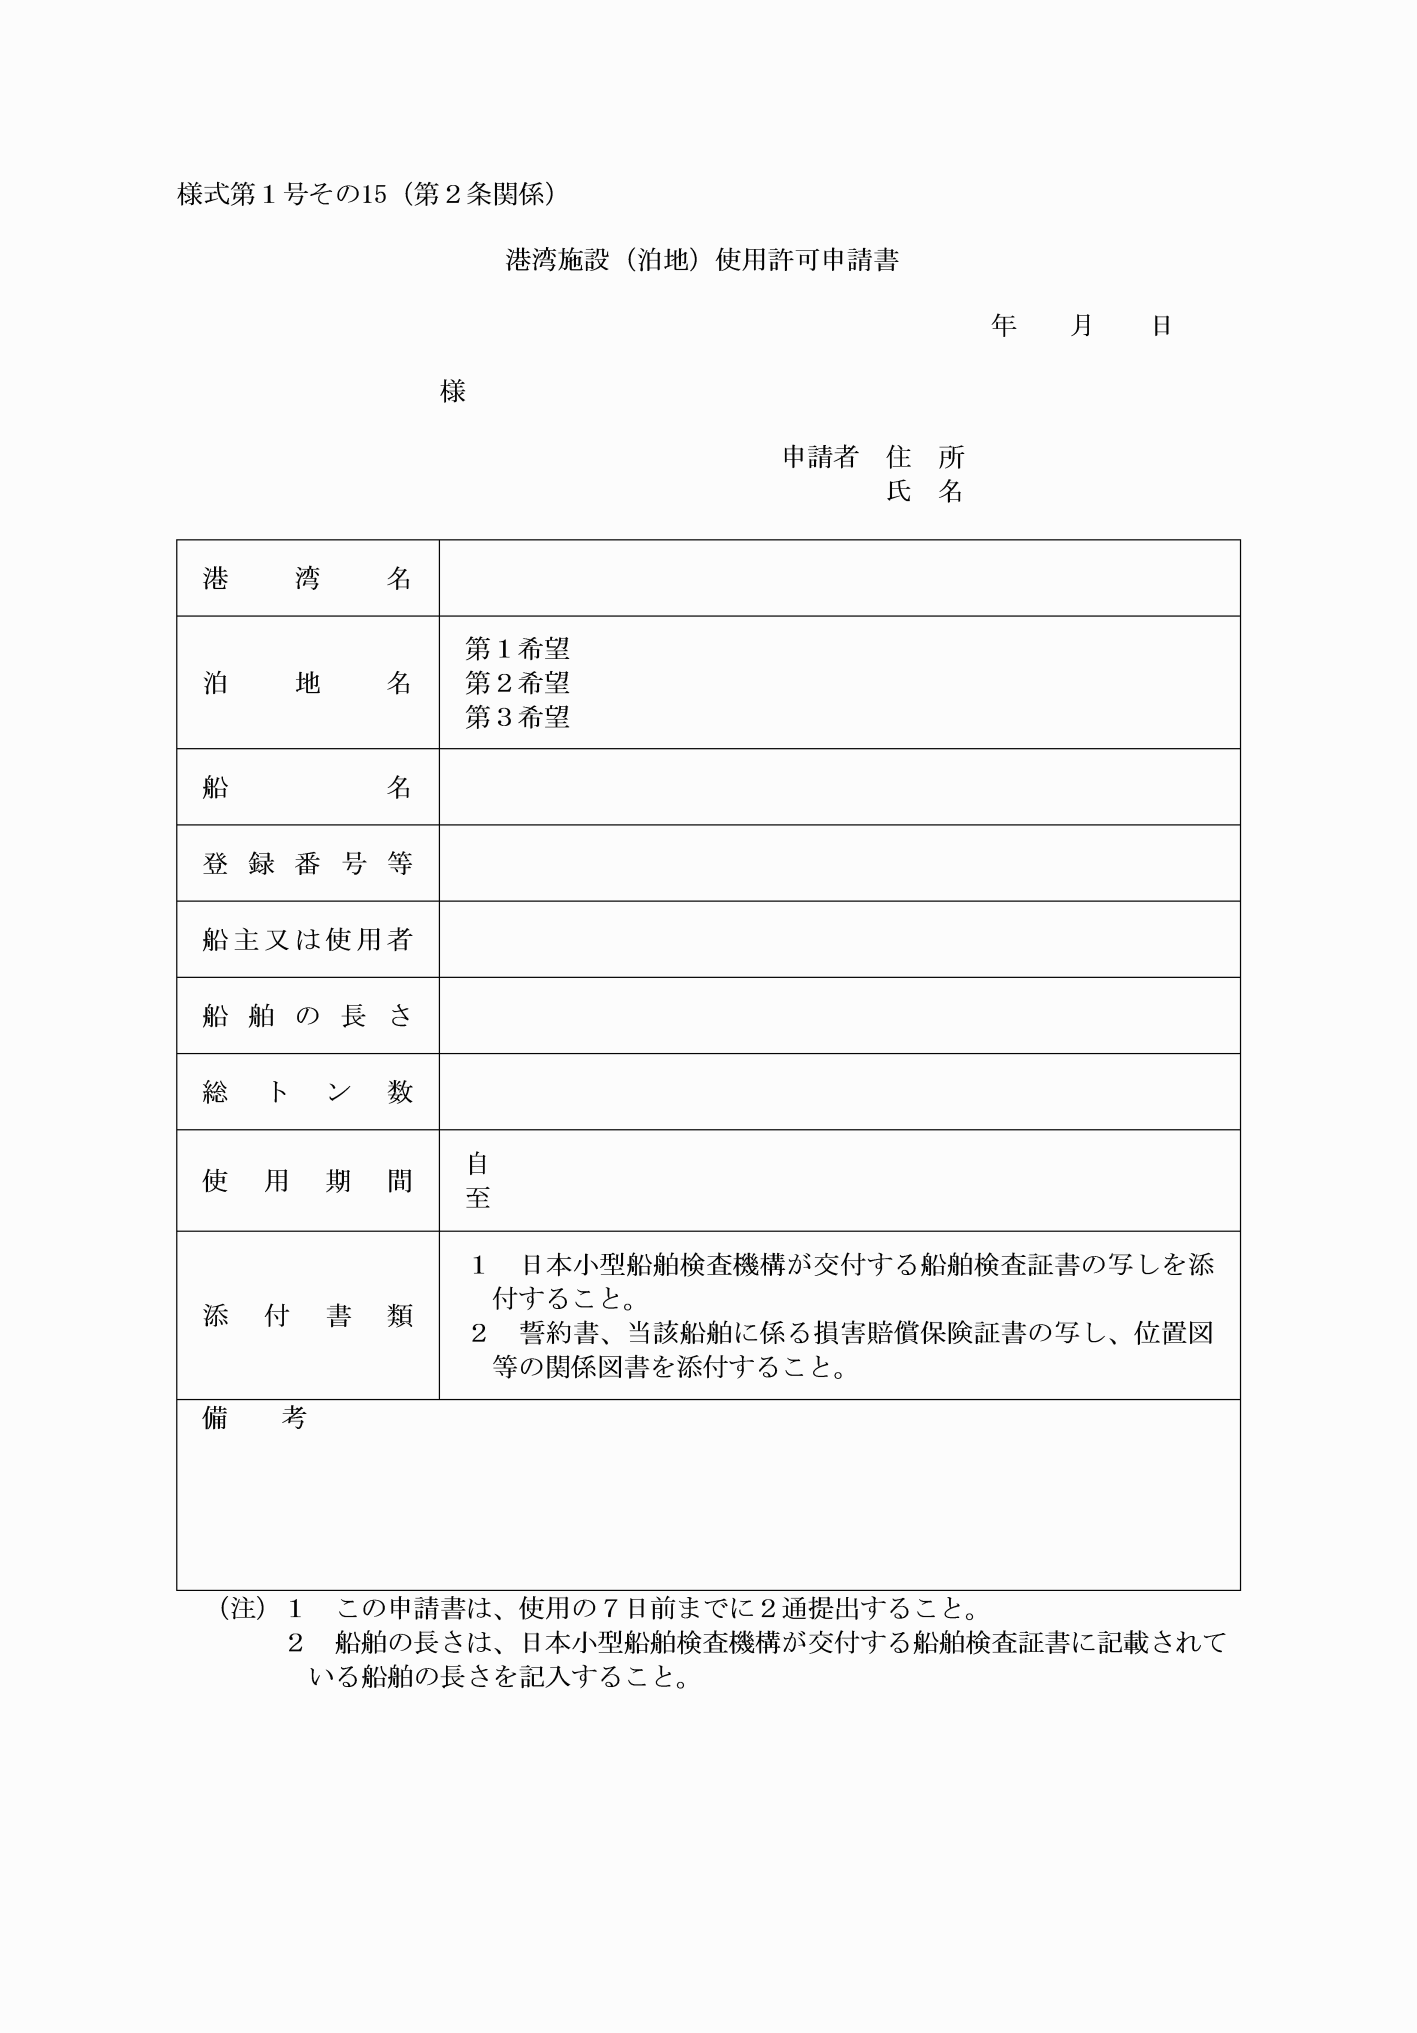 様式第１号その15（第２条関係）
港湾施設（泊地）使用許可申請書
年　　月　　日
様
申請者　住　所
氏　名
港　湾　名
泊　地　名
第１希望
第２希望
第３希望
船　名
登録番号等
船主又は使用者
船舶の長さ
総トン数
使用期間
自
至
添付書類
１　日本小型船舶検査機構が交付する船舶検査証書の写しを添
付すること。
２　誓約書、当該船舶に係る損害賠償保険証書の写し、位置図
等の関係図書を添付すること。
備　　考
（注）１　この申請書は、使用の７日前までに２通提出すること。
２　船舶の長さは、日本小型船舶検査機構が交付する船舶検査証書に記載されて
いる船舶の長さを記入すること。